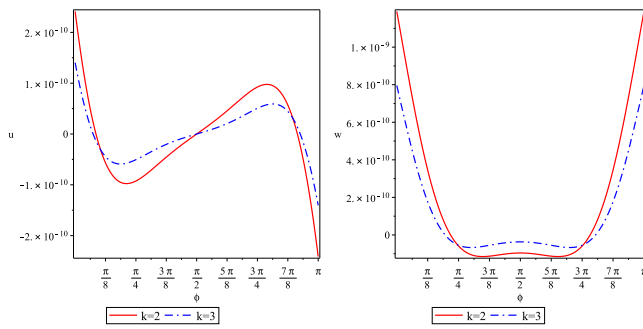 2. × 10⁻¹⁰
1. × 10⁻¹⁰
u
0
−1. × 10⁻¹⁰
−2. × 10⁻¹⁰
π/8 π/4 3π/8 π/2 5π/8 3π/4 7π/8 π
ϕ
k=2 k=3
1. × 10⁻⁹
8. × 10⁻¹⁰
6. × 10⁻¹⁰
w
4. × 10⁻¹⁰
2. × 10⁻¹⁰
0
π/8 π/4 3π/8 π/2 5π/8 3π/4 7π/8 π
ϕ
k=2 k=3